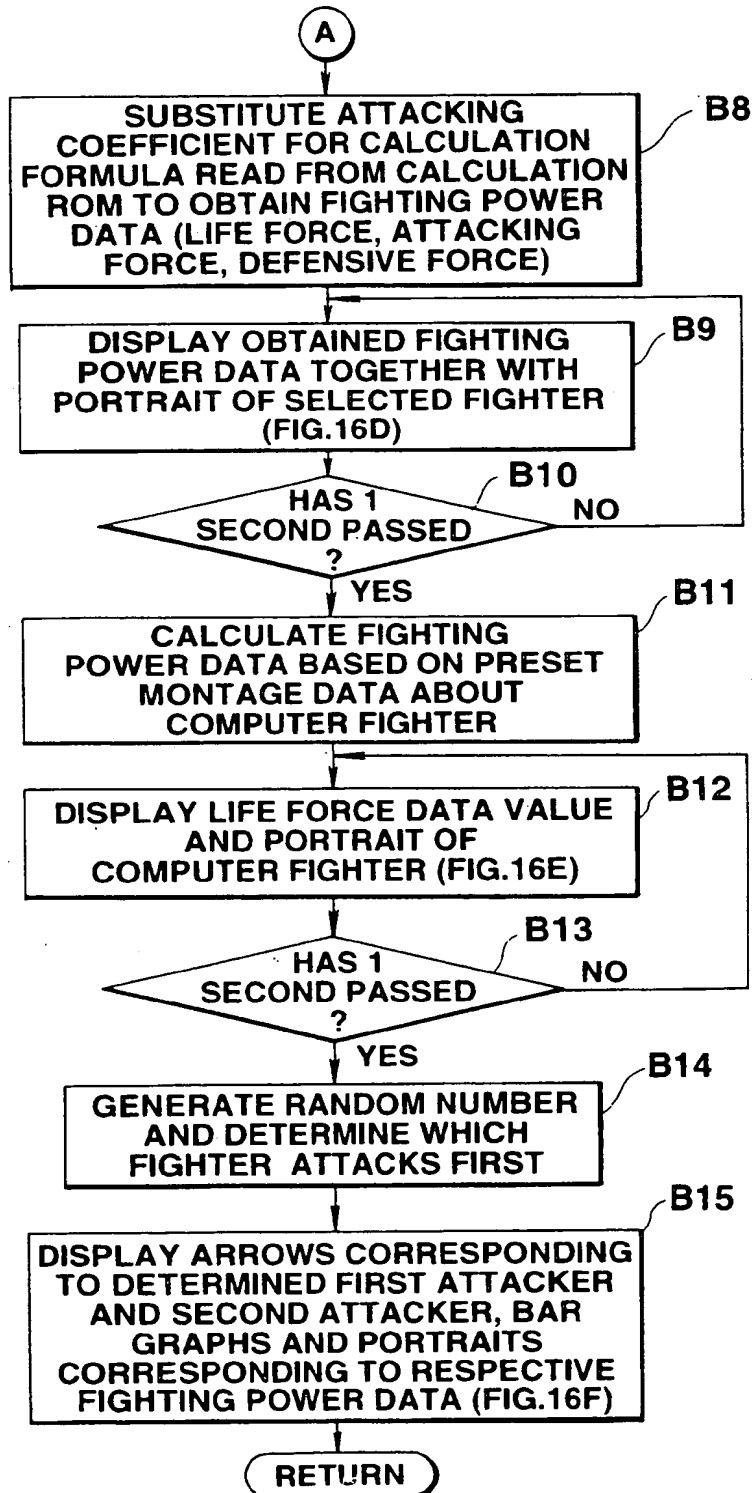 A
SUBSTITUTE ATTACKING
COEFFICIENT FOR CALCULATION
FORMULA READ FROM CALCULATION
ROM TO OBTAIN FIGHTING POWER
DATA (LIFE FORCE, ATTACKING
FORCE, DEFENSIVE FORCE)
B8
DISPLAY OBTAINED FIGHTING
POWER DATA TOGETHER WITH
PORTRAIT OF SELECTED FIGHTER
(FIG.16D)
B9
HAS 1
SECOND PASSED
?
B10
NO
YES
CALCULATE FIGHTING
POWER DATA BASED ON PRESET
MONTAGE DATA ABOUT
COMPUTER FIGHTER
B11
DISPLAY LIFE FORCE DATA VALUE
AND PORTRAIT OF
COMPUTER FIGHTER (FIG.16E)
B12
HAS 1
SECOND PASSED
?
B13
NO
YES
GENERATE RANDOM NUMBER
AND DETERMINE WHICH
FIGHTER ATTACKS FIRST
B14
DISPLAY ARROWS CORRESPONDING
TO DETERMINED FIRST ATTACKER
AND SECOND ATTACKER, BAR
GRAPHS AND PORTRAITS
CORRESPONDING TO RESPECTIVE
FIGHTING POWER DATA (FIG.16F)
B15
RETURN